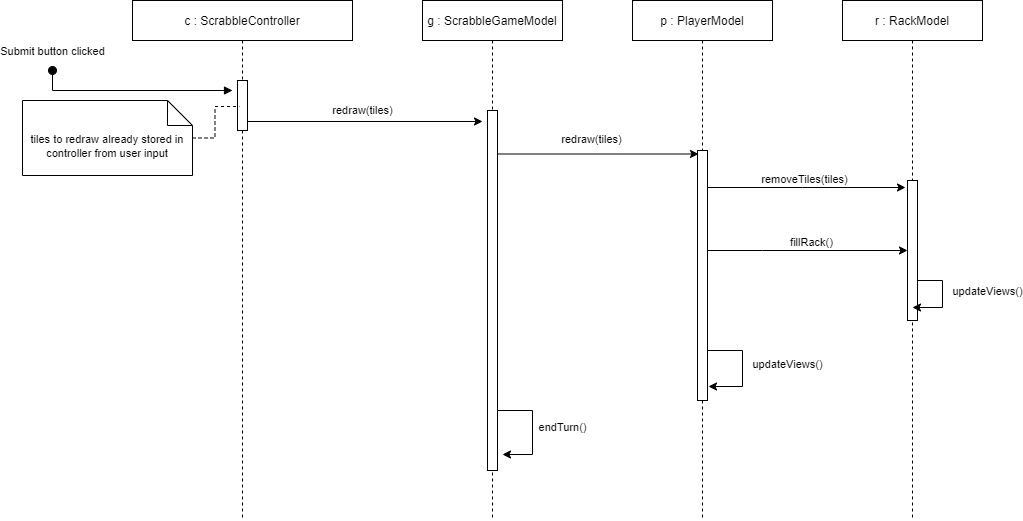 c : ScrabbleController
g : ScrabbleGameModel
p : PlayerModel
r : RackModel
Submit button clicked
tiles to redraw already stored in
controller from user input
redraw(tiles)
redraw(tiles)
removeTiles(tiles)
fillRack()
updateViews()
updateViews()
endTurn()